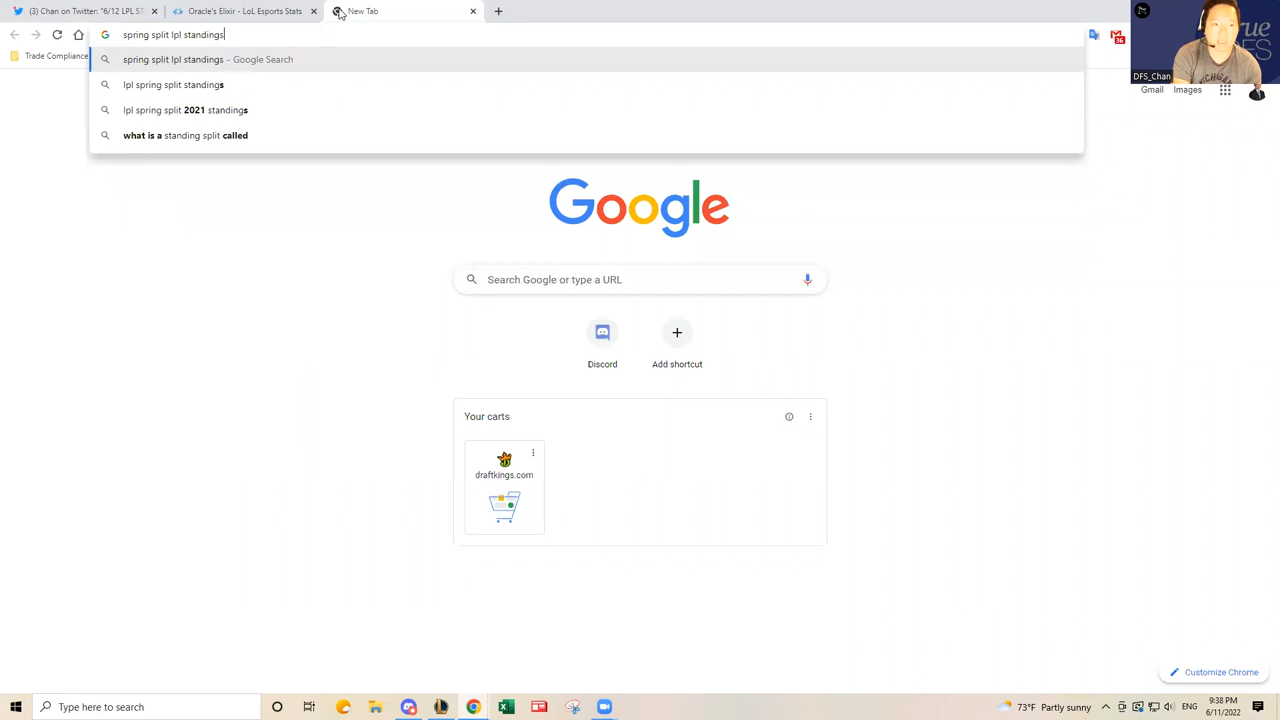 (3) Chan on Twitter: "6/12 LPL ST
Oracle's Elixir - LoL Esports Stats
New Tab
spring split lpl standings
Trade Compliance
spring split lpl standings - Google Search
lpl spring split standings
lpl spring split 2021 standings
what is a standing split called
36
DFS_Chan
MICHIGAN
Gmail
Images
Google
Search Google or type a URL
Discord
Add shortcut
Your carts
draftkings.com
Customize Chrome
Type here to search
73°F Partly sunny
ENG
9:38 PM
6/11/2022